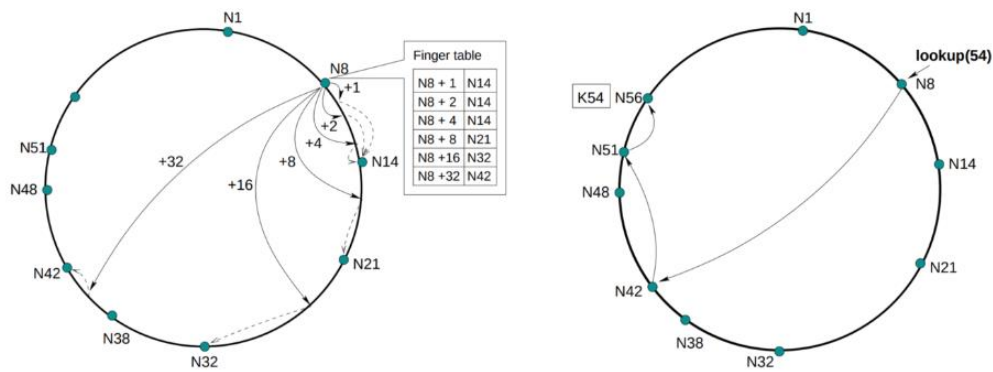 N1
N8
+1
+2
+4
+8
+16
+32
N14
N21
N32
N38
N42
N48
N51
Finger table
N8 + 1 N14
N8 + 2 N14
N8 + 4 N14
N8 + 8 N21
N8 +16 N32
N8 +32 N42
N1
lookup(54)
N8
K54 N56
N51
N48
N14
N21
N42
N38
N32